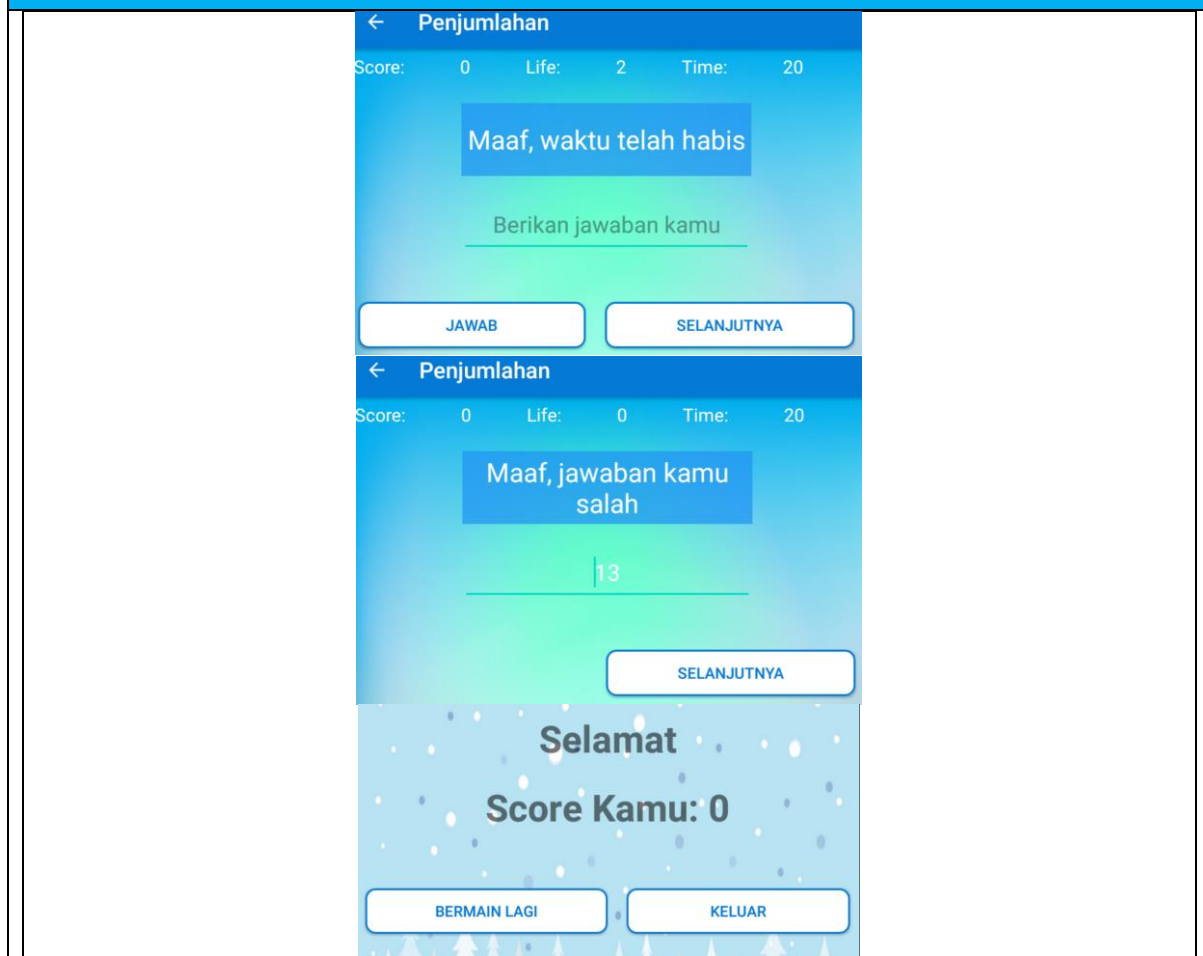 ← Penjumlahan
Score: 0 Life: 2 Time: 20
Maaf, waktu telah habis
Berikan jawaban kamu
JAWAB SELANJUTNYA
← Penjumlahan
Score: 0 Life: 0 Time: 20
Maaf, jawaban kamu
salah
13
SELANJUTNYA
Selamat
Score Kamu: 0
BERMAIN LAGI KELUAR